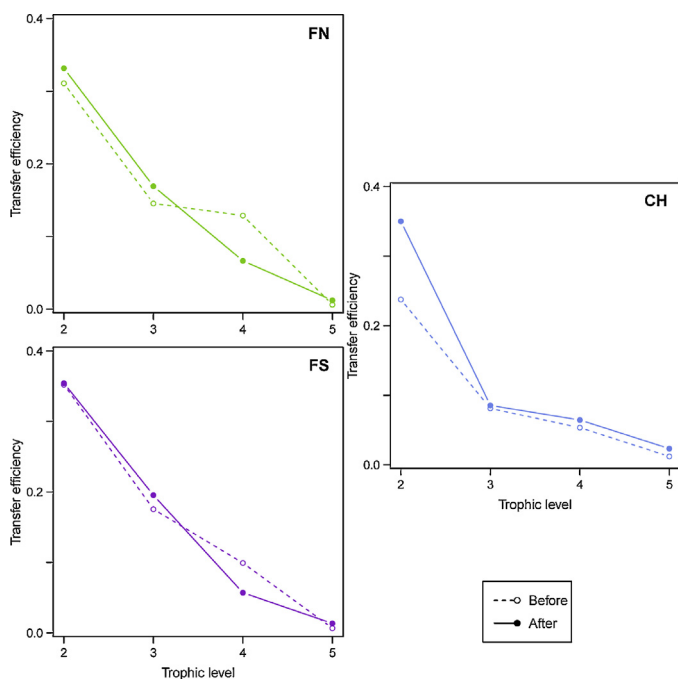 0.4
FN
Transfer efficiency
0.2
0.0
2 3 4 5
0.4
FS
Transfer efficiency
0.2
0.0
2 3 4 5
Trophic level
0.4
CH
Transfer efficiency
0.2
0.0
2 3 4 5
Trophic level
Before
After